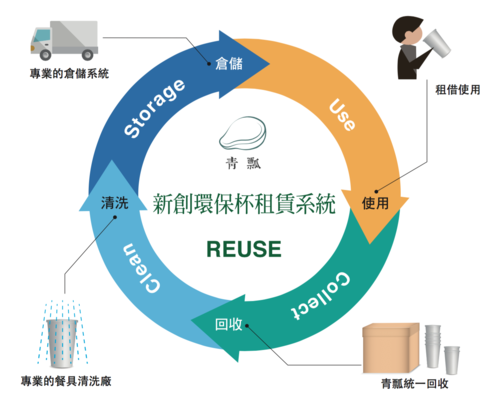 專業的倉儲系統
倉儲
Storage
Use
租借使用
青瓢
新創環保杯租賃系統
REUSE
清洗
使用
Clean
Collect
回收
專業的餐具清洗廠
青瓢統一回收